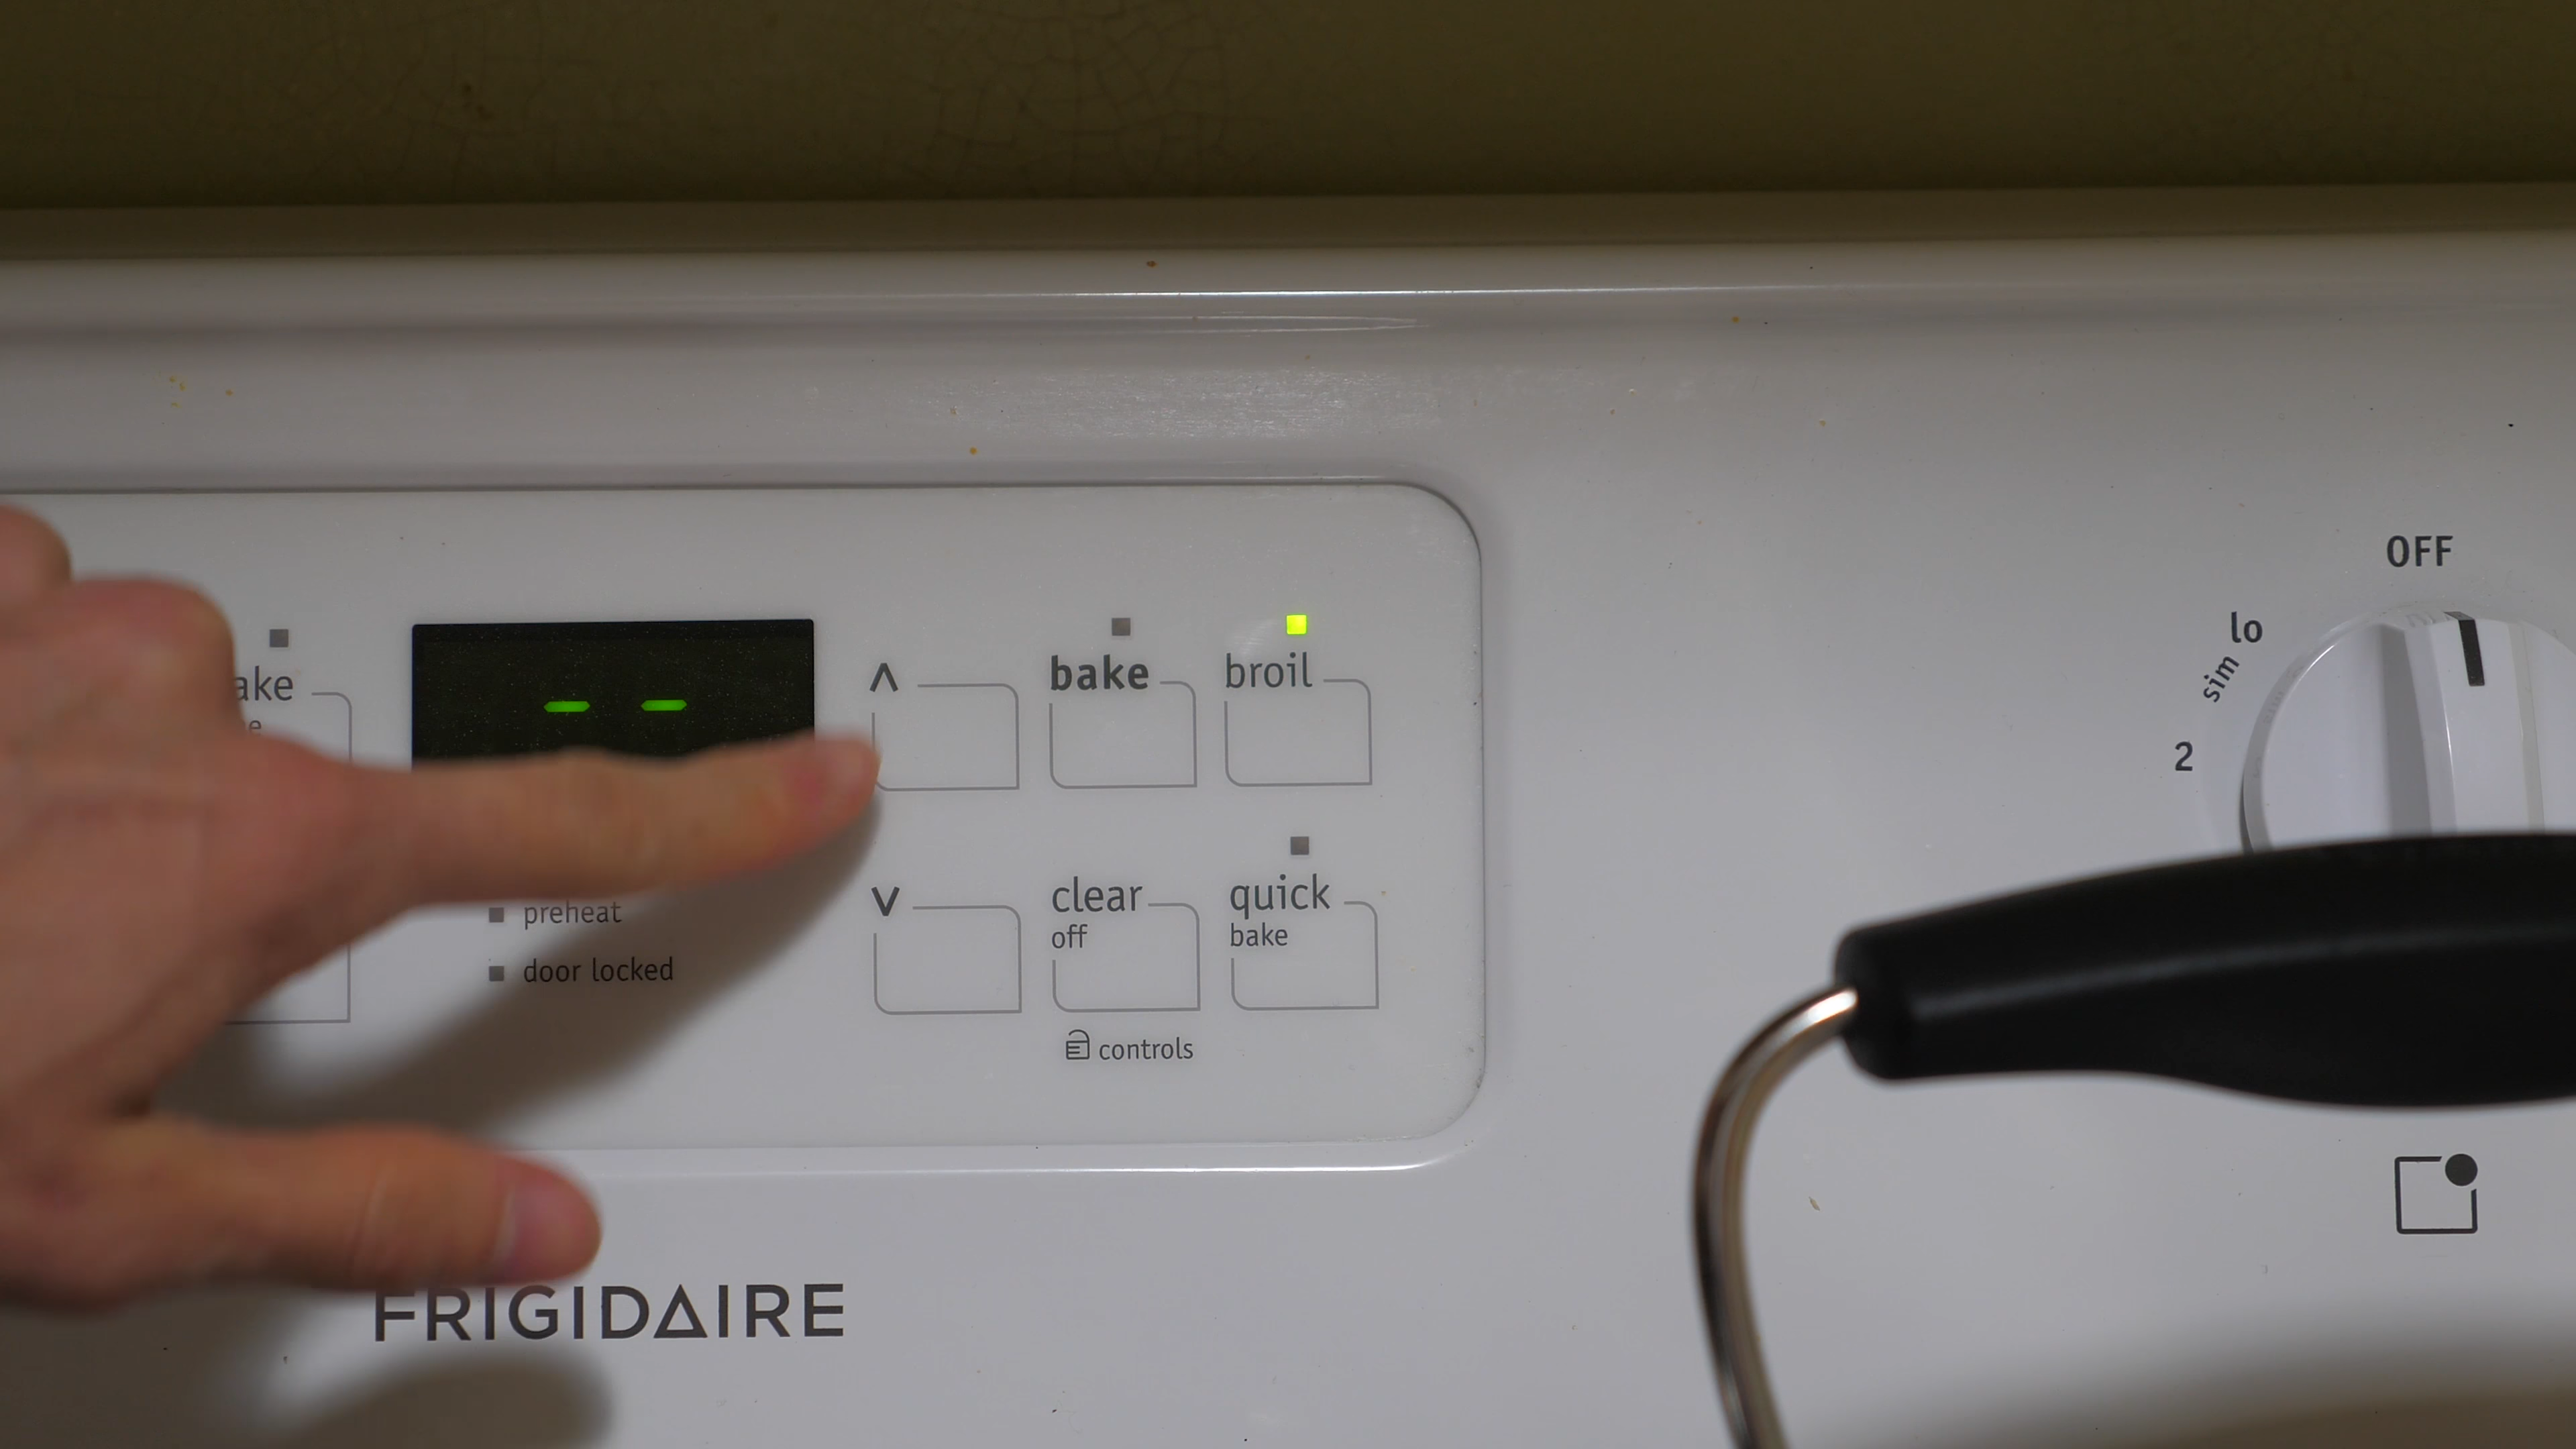 OFF
lo
sim
2
ake
^
bake
broil
- -
preheat
door locked
v
clear
off
quick
bake
controls
FRIGIDAIRE